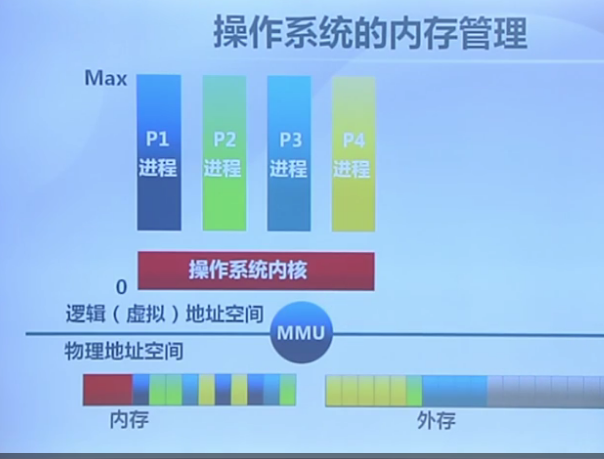 操作系统的内存管理
Max
P1 P2 P3 P4
进程 进程 进程 进程
操作系统内核
0
逻辑（虚拟）地址空间
MMU
物理地址空间
内存 外存